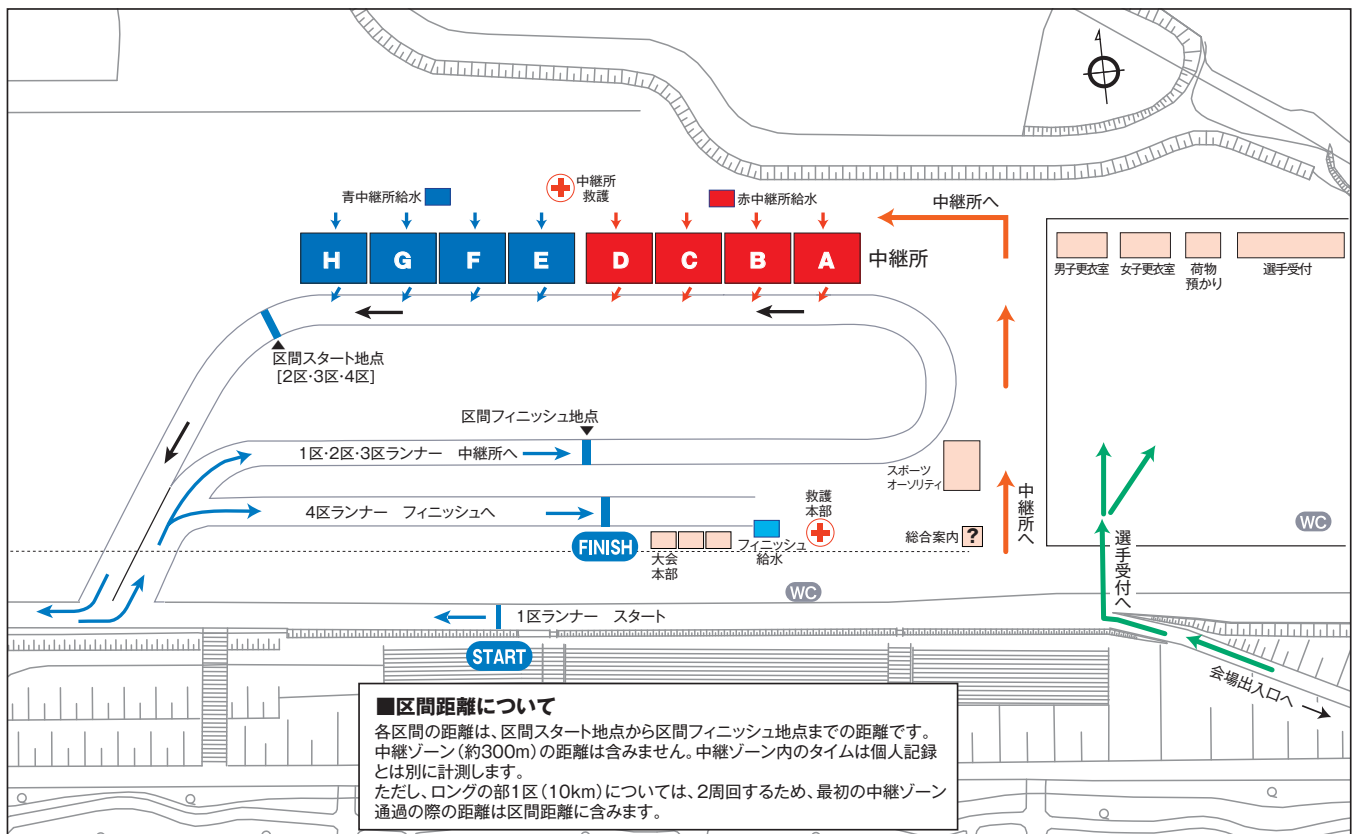 青中継所給水
中継所
救護
赤中継所給水
中継所へ
H
G
F
E
D
C
B
A
中継所
男子更衣室
女子更衣室
荷物
預かり
選手受付
区間スタート地点
[2区・3区・4区]
区間フィニッシュ地点
1区・2区・3区ランナー 中継所へ
スポーツ
オーソリティ
4区ランナー フィニッシュへ
救護
本部
中継所へ
WC
FINISH
大会
本部
フィニッシュ
給水
総合案内
?
選手受付へ
WC
1区ランナー スタート
START
会場出入口へ
■区間距離について
各区間の距離は、区間スタート地点から区間フィニッシュ地点までの距離です。
中継ゾーン(約300m)の距離は含みません。中継ゾーン内のタイムは個人記録
とは別に計測します。
ただし、ロングの部1区(10km)については、2周回するため、最初の中継ゾーン
通過の際の距離は区間距離に含みます。